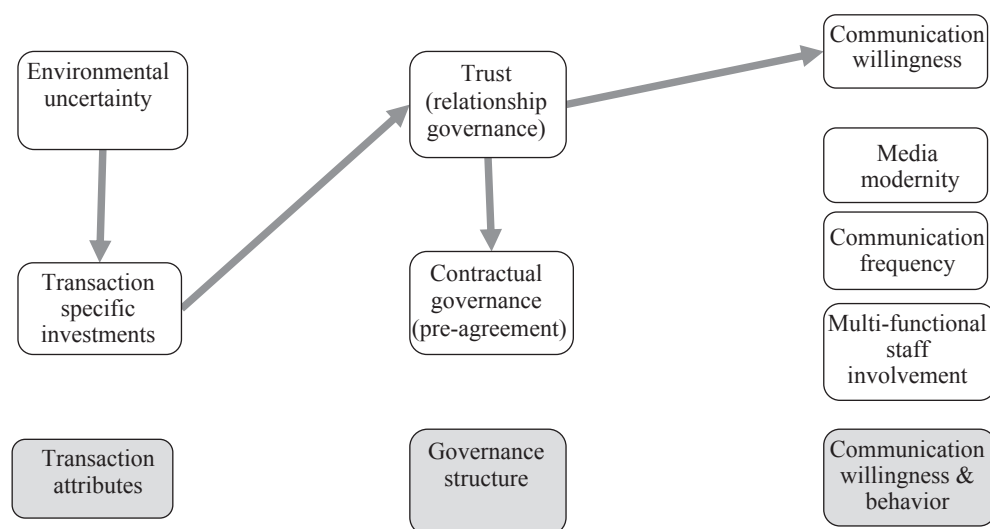 Environmental
uncertainty
Transaction
specific
investments
Transaction
attributes
Trust
(relationship
governance)
Contractual
governance
(pre-agreement)
Governance
structure
Communication
willingness
Media
modernity
Communication
frequency
Multi-functional
staff
involvement
Communication
willingness &
behavior